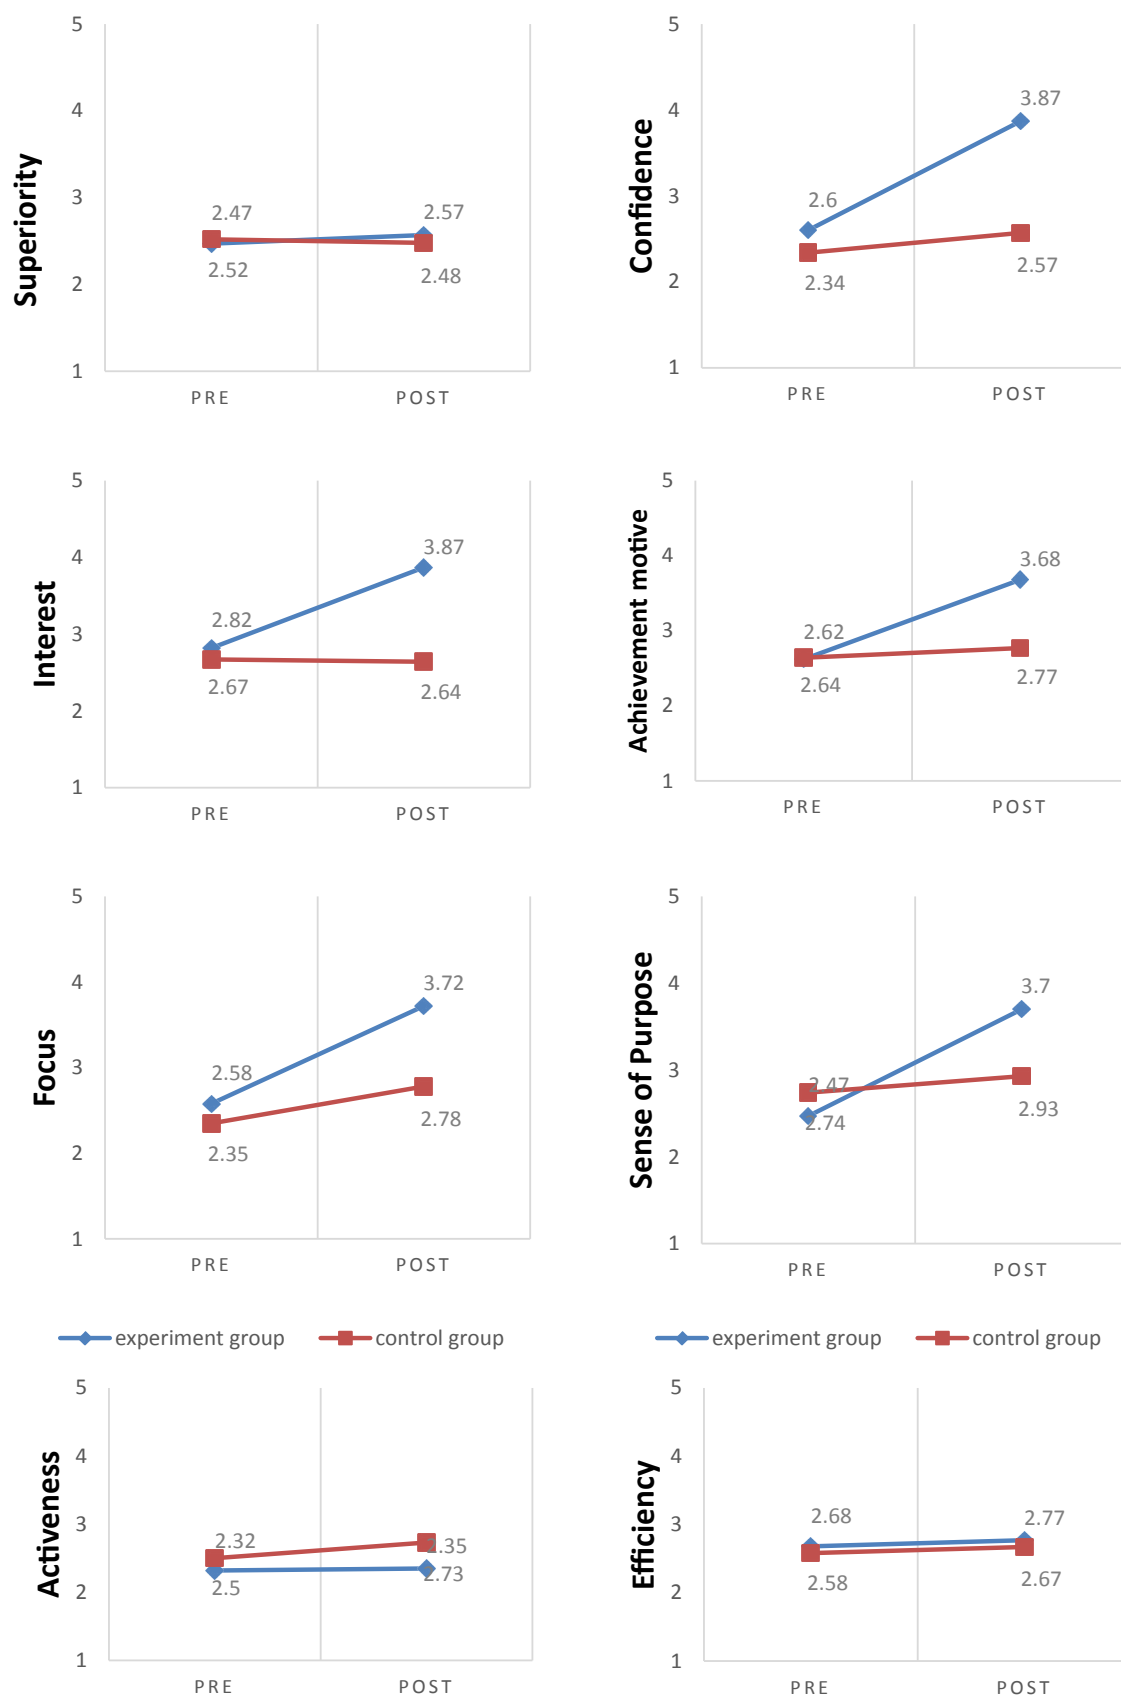 Superiority
5
4
3
2
1
2.47
2.57
2.52
2.48
PRE
POST
Confidence
5
4
3
2
1
3.87
2.6
2.34
2.57
PRE
POST
Interest
5
4
3
2
1
3.87
2.82
2.67
2.64
PRE
POST
Achievement motive
5
4
3
2
1
3.68
2.62
2.64
2.77
PRE
POST
Focus
5
4
3
2
1
3.72
2.58
2.78
2.35
PRE
POST
Sense of Purpose
5
4
3
2
1
3.7
2.47
2.74
2.93
PRE
POST
experiment group
control group
experiment group
control group
Activeness
5
4
3
2
1
2.32
2.35
2.5
2.73
PRE
POST
Efficiency
5
4
3
2
1
2.68
2.77
2.58
2.67
PRE
POST